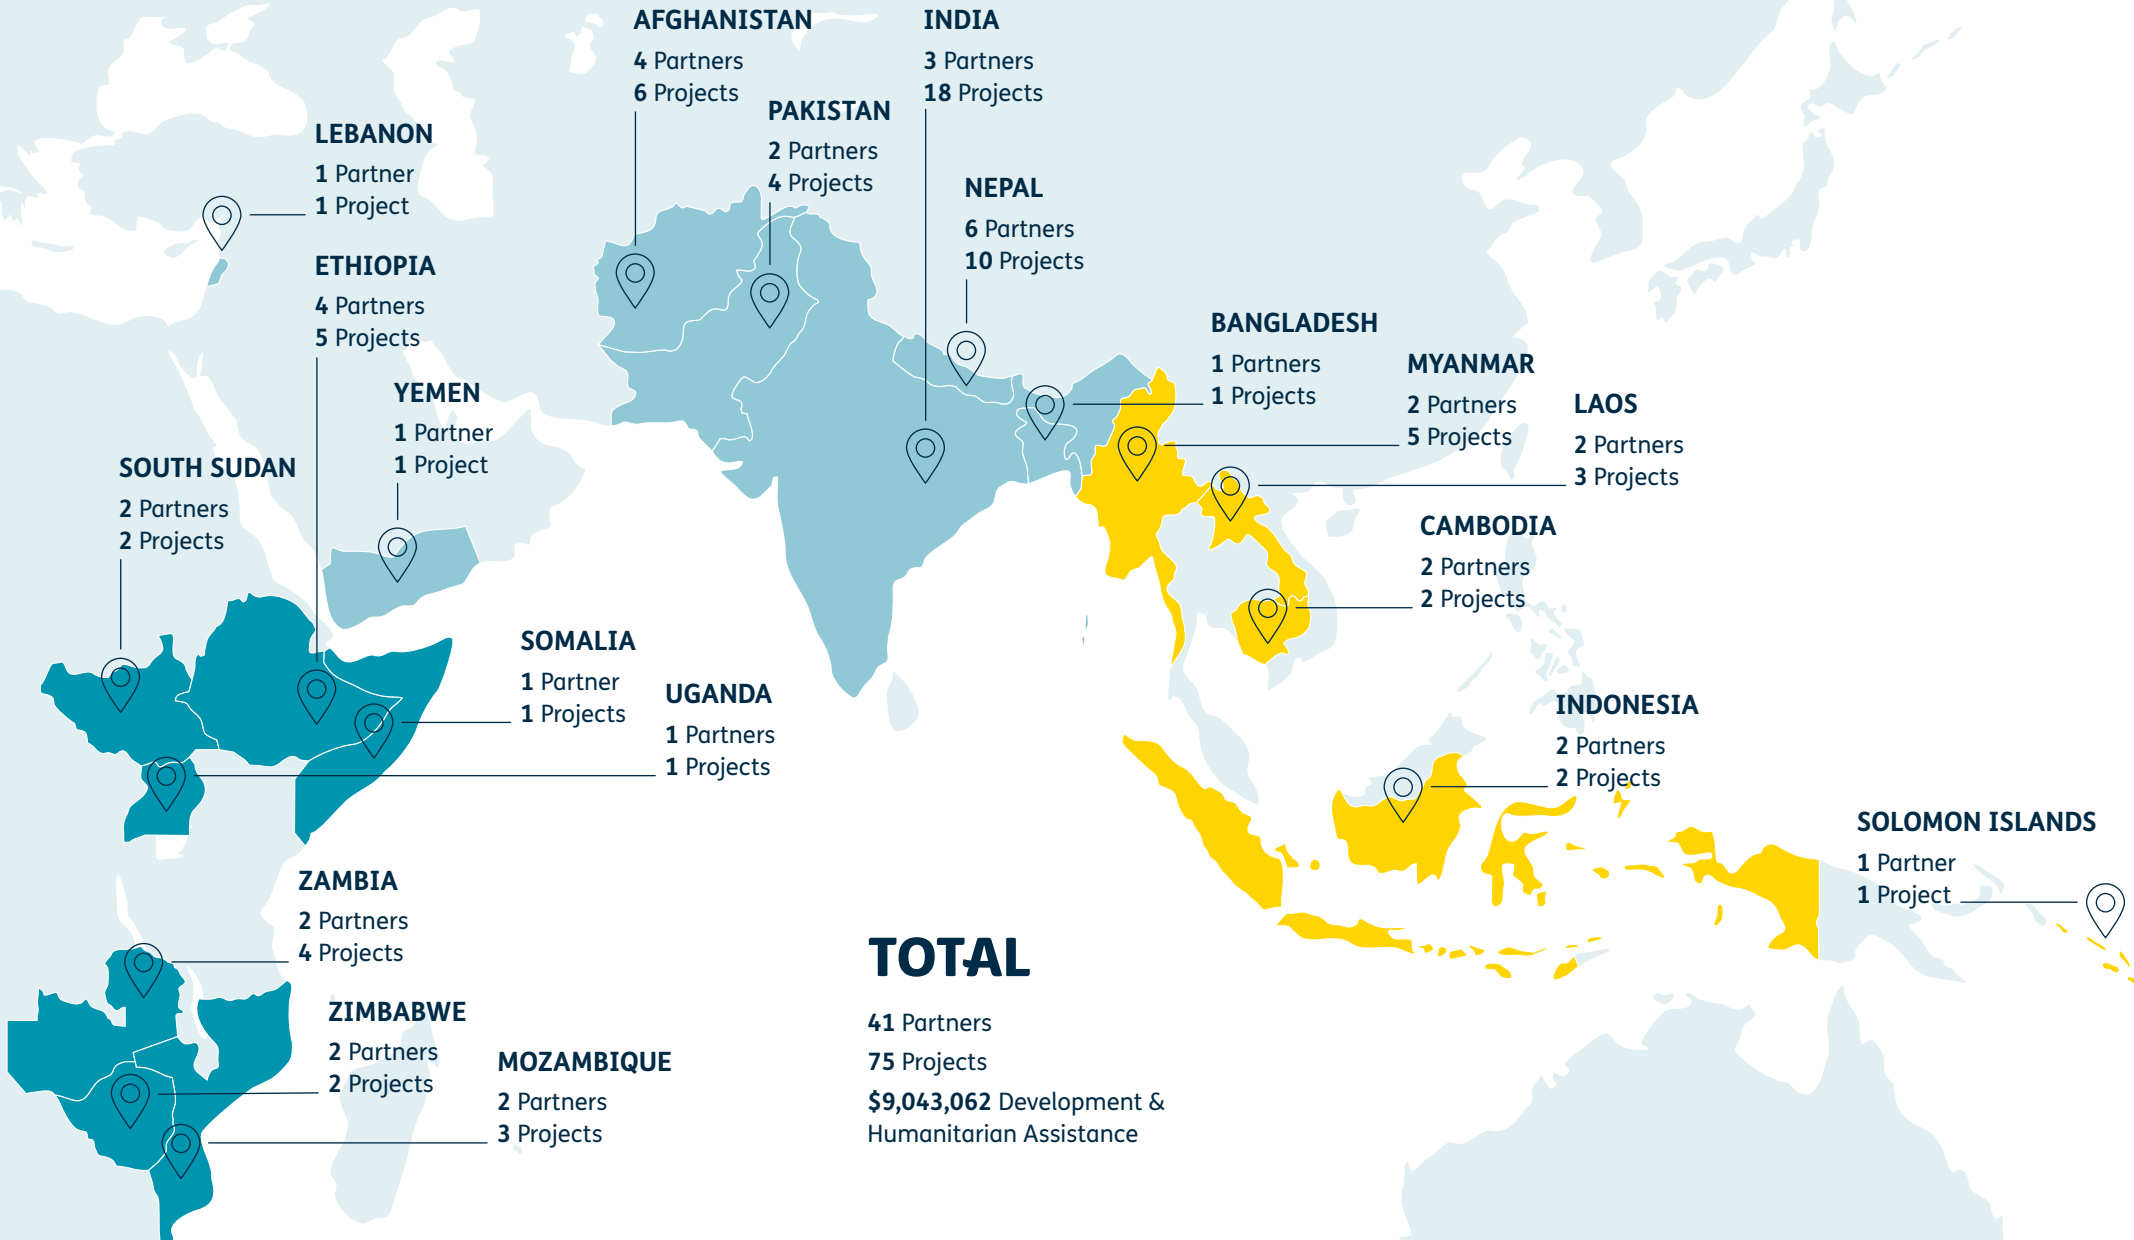 AFGHANISTAN
4 Partners
6 Projects
INDIA
3 Partners
18 Projects
PAKISTAN
2 Partners
4 Projects
LEBANON
1 Partner
1 Project
NEPAL
6 Partners
10 Projects
ETHIOPIA
4 Partners
5 Projects
BANGLADESH
1 Partners
1 Projects
MYANMAR
2 Partners
5 Projects
YEMEN
1 Partner
1 Project
LAOS
2 Partners
3 Projects
SOUTH SUDAN
2 Partners
2 Projects
CAMBODIA
2 Partners
2 Projects
SOMALIA
1 Partner
1 Projects
UGANDA
1 Partners
1 Projects
INDONESIA
2 Partners
2 Projects
SOLOMON ISLANDS
1 Partner
1 Project
ZAMBIA
2 Partners
4 Projects
ZIMBABWE
2 Partners
2 Projects
MOZAMBIQUE
2 Partners
3 Projects
TOTAL
41 Partners
75 Projects
$9,043,062 Development &
Humanitarian Assistance